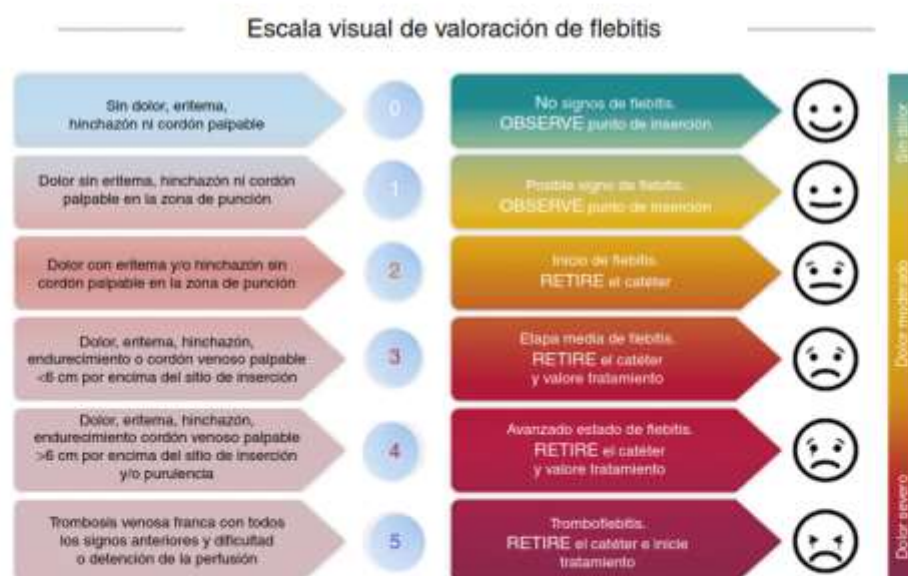 Escala visual de valoración de flebitis
Sin dolor, eritema,
hinchazón ni cordón palpable
0
No signos de flebitis.
OBSERVE punto de inserción
Dolor sin eritema, hinchazón ni cordón
palpable en la zona de punción
1
Posible signo de flebitis.
OBSERVE punto de inserción
Dolor con eritema y/o hinchazón sin
cordón palpable en la zona de punción
2
Inicio de flebitis.
RETIRE el catéter
Dolor, eritema, hinchazón,
endurecimiento o cordón venoso palpable
<6 cm por encima del sitio de inserción
3
Etapa media de flebitis.
RETIRE el catéter
y valore tratamiento
Dolor, eritema, hinchazón,
endurecimiento cordón venoso palpable
>6 cm por encima del sitio de inserción
y/o purulencia
4
Avanzado estado de flebitis.
RETIRE el catéter
y valore tratamiento
Trombosis venosa franca con todos
los signos anteriores y dificultad
o detención de la perfusión
5
Tromboflebitis.
RETIRE el catéter e inicie
tratamiento
Sin dolor
Dolor moderado
Dolor severo